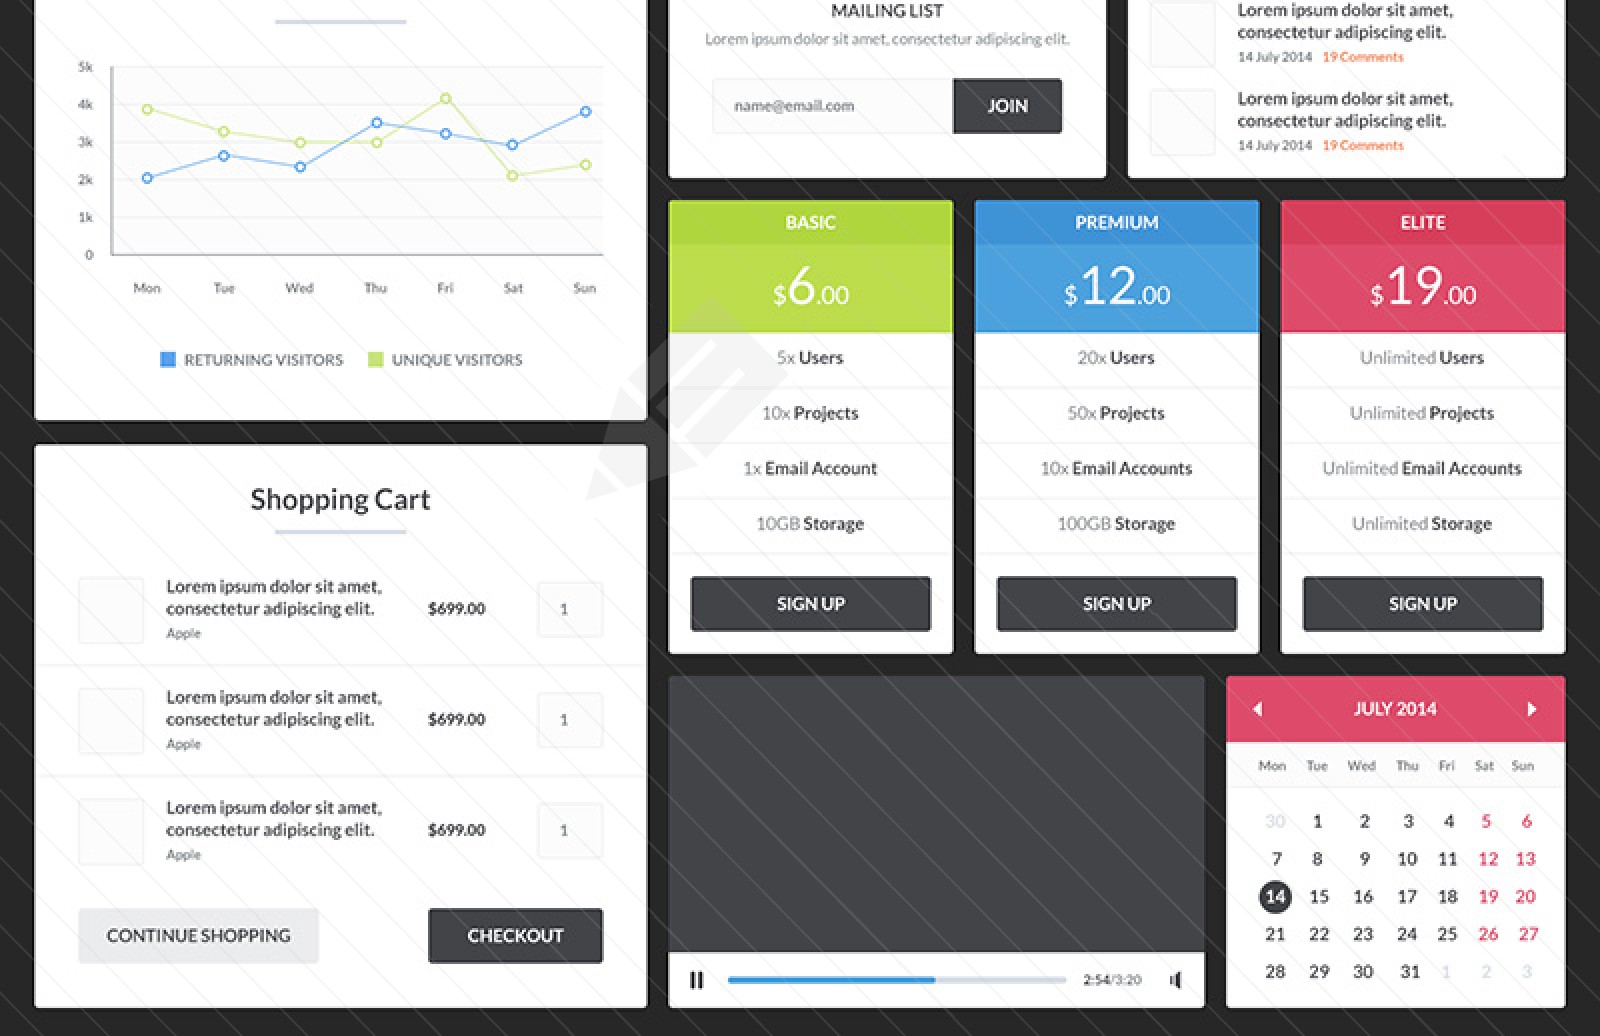 5k
4k
3k
2k
1k
0
Mon Tue Wed Thu Fri Sat Sun
RETURNING VISITORS UNIQUE VISITORS
Shopping Cart
Lorem ipsum dolor sit amet,
consectetur adipiscing elit.
Apple
$699.00
1
Lorem ipsum dolor sit amet,
consectetur adipiscing elit.
Apple
$699.00
1
Lorem ipsum dolor sit amet,
consectetur adipiscing elit.
Apple
$699.00
1
CONTINUE SHOPPING
CHECKOUT
MAILING LIST
Lorem ipsum dolor sit amet, consectetur adipiscing elit.
name@email.com
JOIN
Lorem ipsum dolor sit amet,
consectetur adipiscing elit.
14 July 2014 19 Comments
Lorem ipsum dolor sit amet,
consectetur adipiscing elit.
14 July 2014 19 Comments
BASIC
$6.00
5x Users
10x Projects
1x Email Account
10GB Storage
SIGN UP
PREMIUM
$12.00
20x Users
50x Projects
10x Email Accounts
100GB Storage
SIGN UP
ELITE
$19.00
Unlimited Users
Unlimited Projects
Unlimited Email Accounts
Unlimited Storage
SIGN UP
2:54/3:20
JULY 2014
Mon Tue Wed Thu Fri Sat Sun
30 1 2 3 4 5 6
7 8 9 10 11 12 13
14 15 16 17 18 19 20
21 22 23 24 25 26 27
28 29 30 31 1 2 3